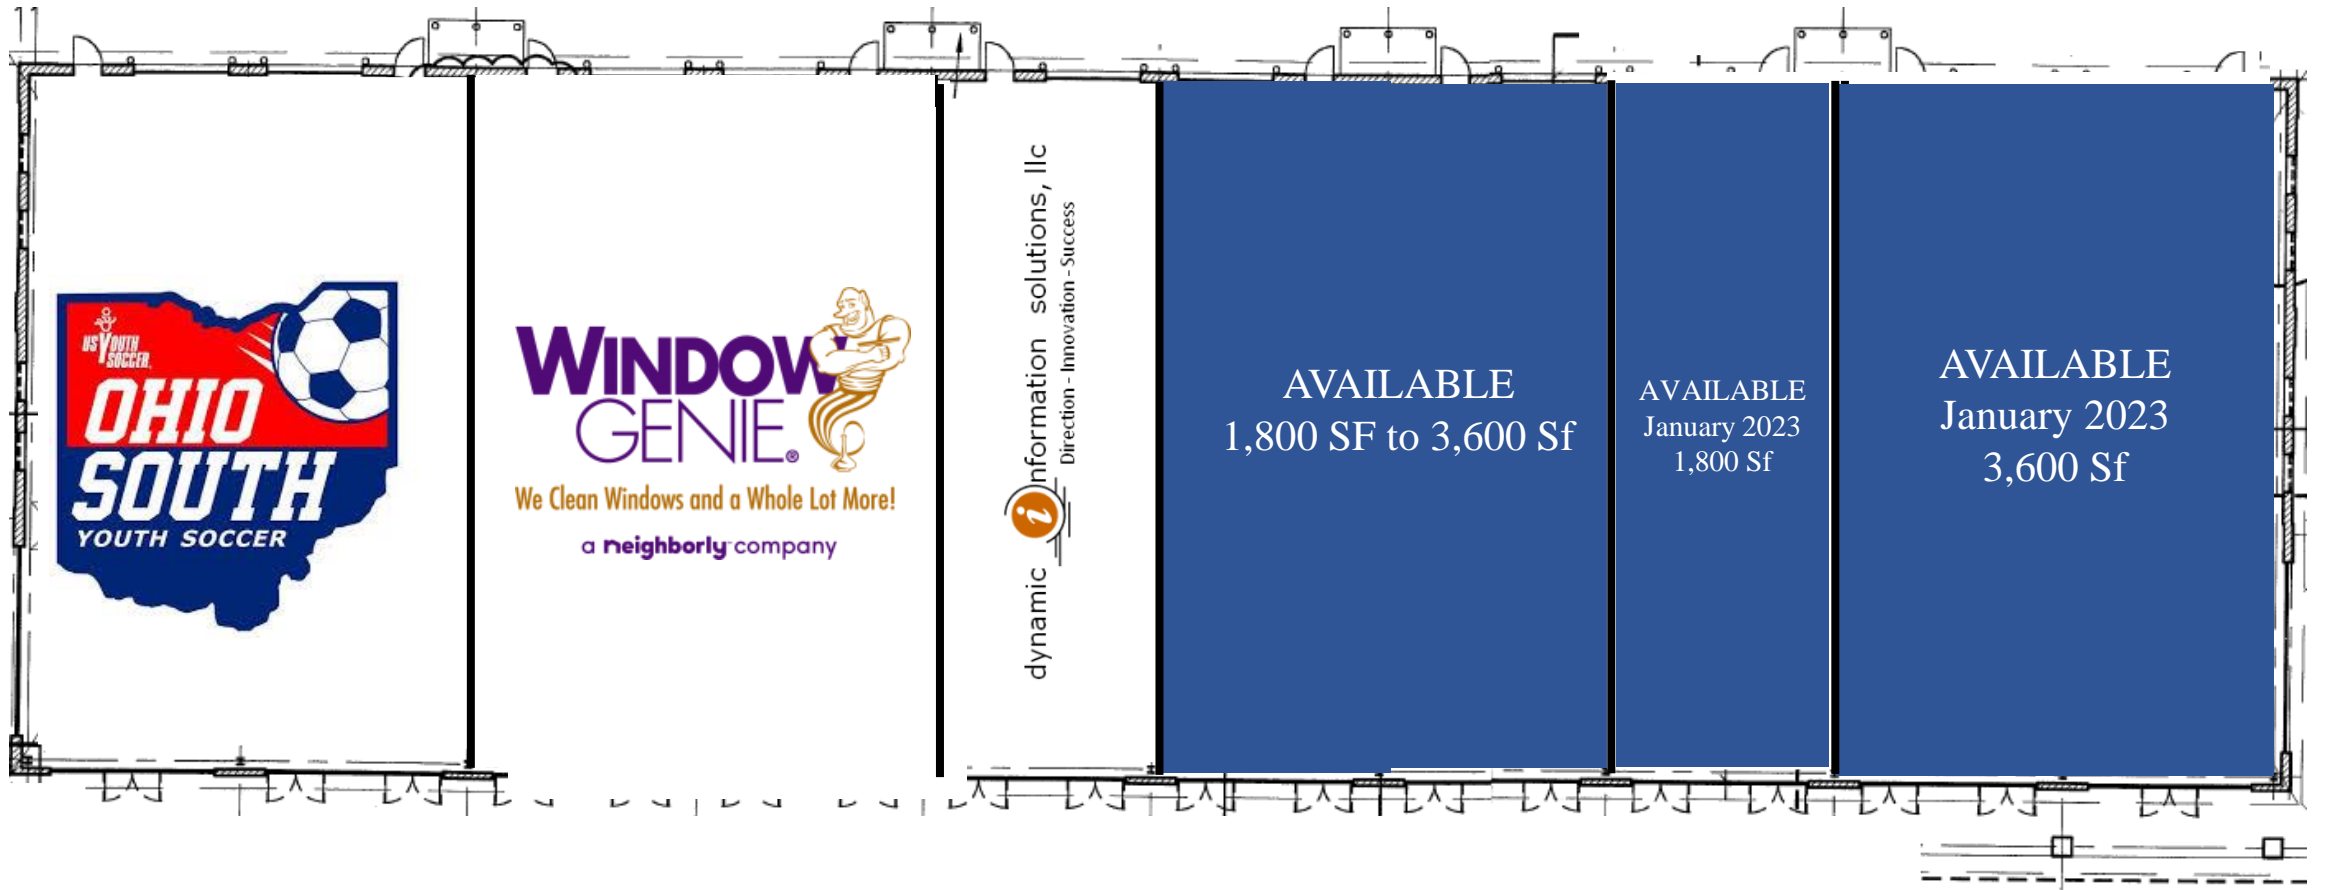 US YOUTH
SOCCER
OHIO
SOUTH
YOUTH SOCCER
WINDOW
GENIE®
We Clean Windows and a Whole Lot More!
a neighborly company
dynamic information solutions, llc
Direction - Innovation - Success
AVAILABLE
1,800 SF to 3,600 Sf
AVAILABLE
January 2023
1,800 Sf
AVAILABLE
January 2023
3,600 Sf